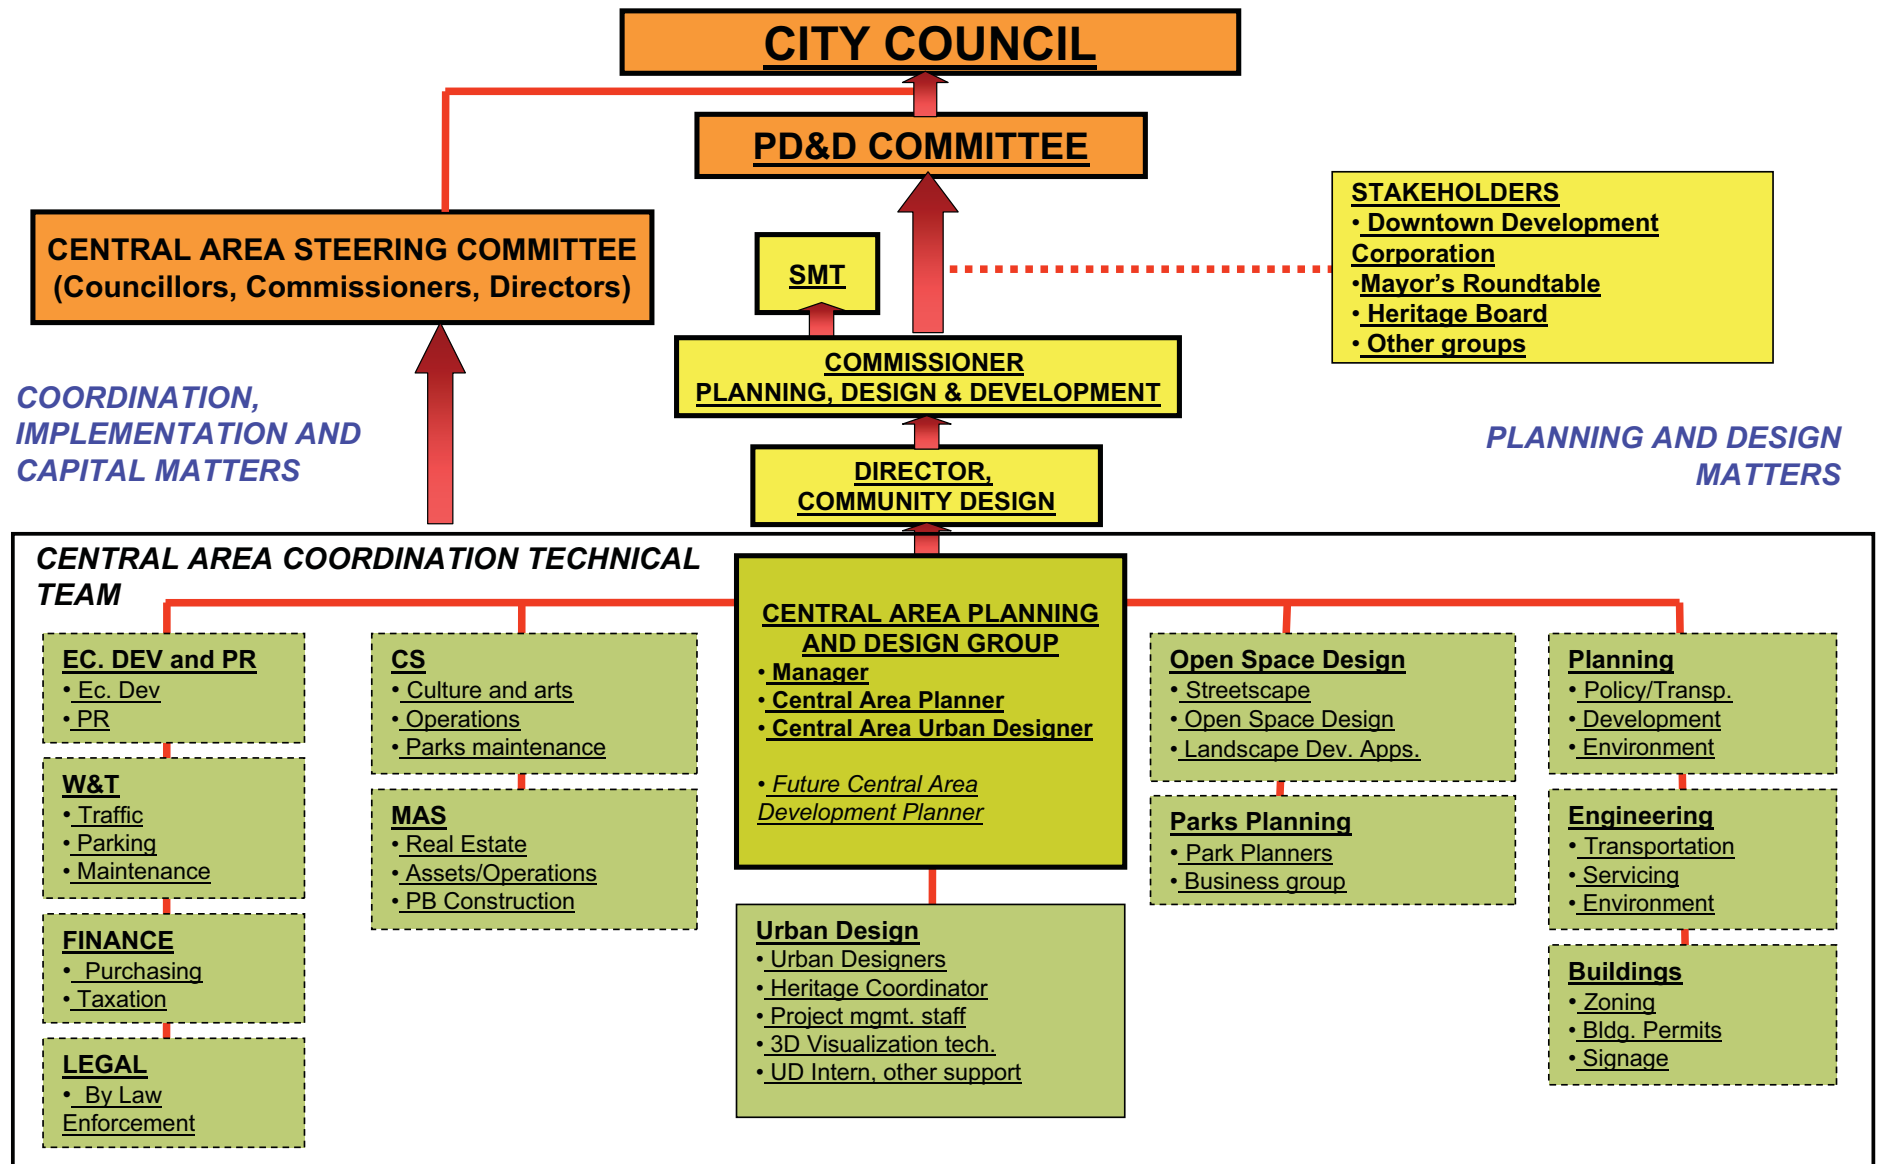 CITY COUNCIL
PD&D COMMITTEE
CENTRAL AREA STEERING COMMITTEE
(Councillors, Commissioners, Directors)
SMT
STAKEHOLDERS
• Downtown Development
Corporation
•Mayor’s Roundtable
• Heritage Board
• Other groups
COMMISSIONER
PLANNING, DESIGN & DEVELOPMENT
COORDINATION,
IMPLEMENTATION AND
CAPITAL MATTERS
PLANNING AND DESIGN
MATTERS
DIRECTOR,
COMMUNITY DESIGN
CENTRAL AREA COORDINATION TECHNICAL
TEAM
EC. DEV and PR
• Ec. Dev
• PR
W&T
• Traffic
• Parking
• Maintenance
FINANCE
• Purchasing
• Taxation
LEGAL
• By Law
Enforcement
CS
• Culture and arts
• Operations
• Parks maintenance
MAS
• Real Estate
• Assets/Operations
• PB Construction
CENTRAL AREA PLANNING
AND DESIGN GROUP
• Manager
• Central Area Planner
• Central Area Urban Designer
• Future Central Area
Development Planner
Urban Design
• Urban Designers
• Heritage Coordinator
• Project mgmt. staff
• 3D Visualization tech.
• UD Intern, other support
Open Space Design
• Streetscape
• Open Space Design
• Landscape Dev. Apps.
Parks Planning
• Park Planners
• Business group
Planning
• Policy/Transp.
• Development
• Environment
Engineering
• Transportation
• Servicing
• Environment
Buildings
• Zoning
• Bldg. Permits
• Signage